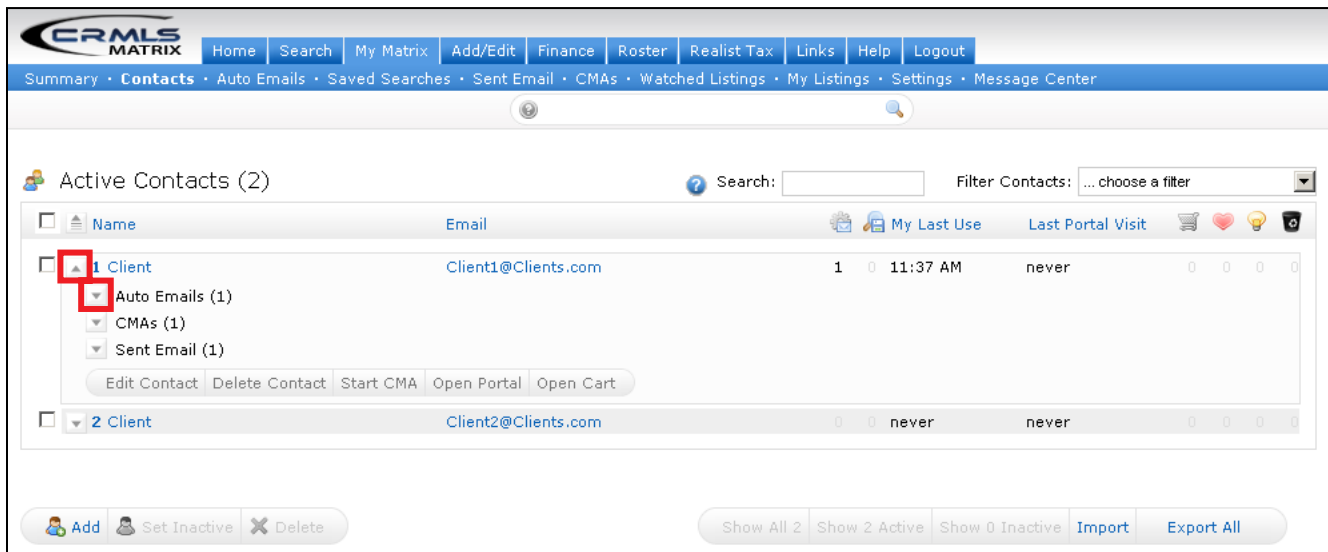 CRMLS
MATRIX
Home Search My Matrix Add/Edit Finance Roster Realist Tax Links Help Logout
Summary · Contacts · Auto Emails · Saved Searches · Sent Email · CMAs · Watched Listings · My Listings · Settings · Message Center
Active Contacts (2) Search: Filter Contacts: ... choose a filter
Name Email My Last Use Last Portal Visit
1 Client Client1@Clients.com 1 0 11:37 AM never 0 0 0 0
Auto Emails (1)
CMAs (1)
Sent Email (1)
Edit Contact Delete Contact Start CMA Open Portal Open Cart
2 Client Client2@Clients.com 0 0 never never 0 0 0 0
Add Set Inactive Delete Show All 2 Show 2 Active Show 0 Inactive Import Export All